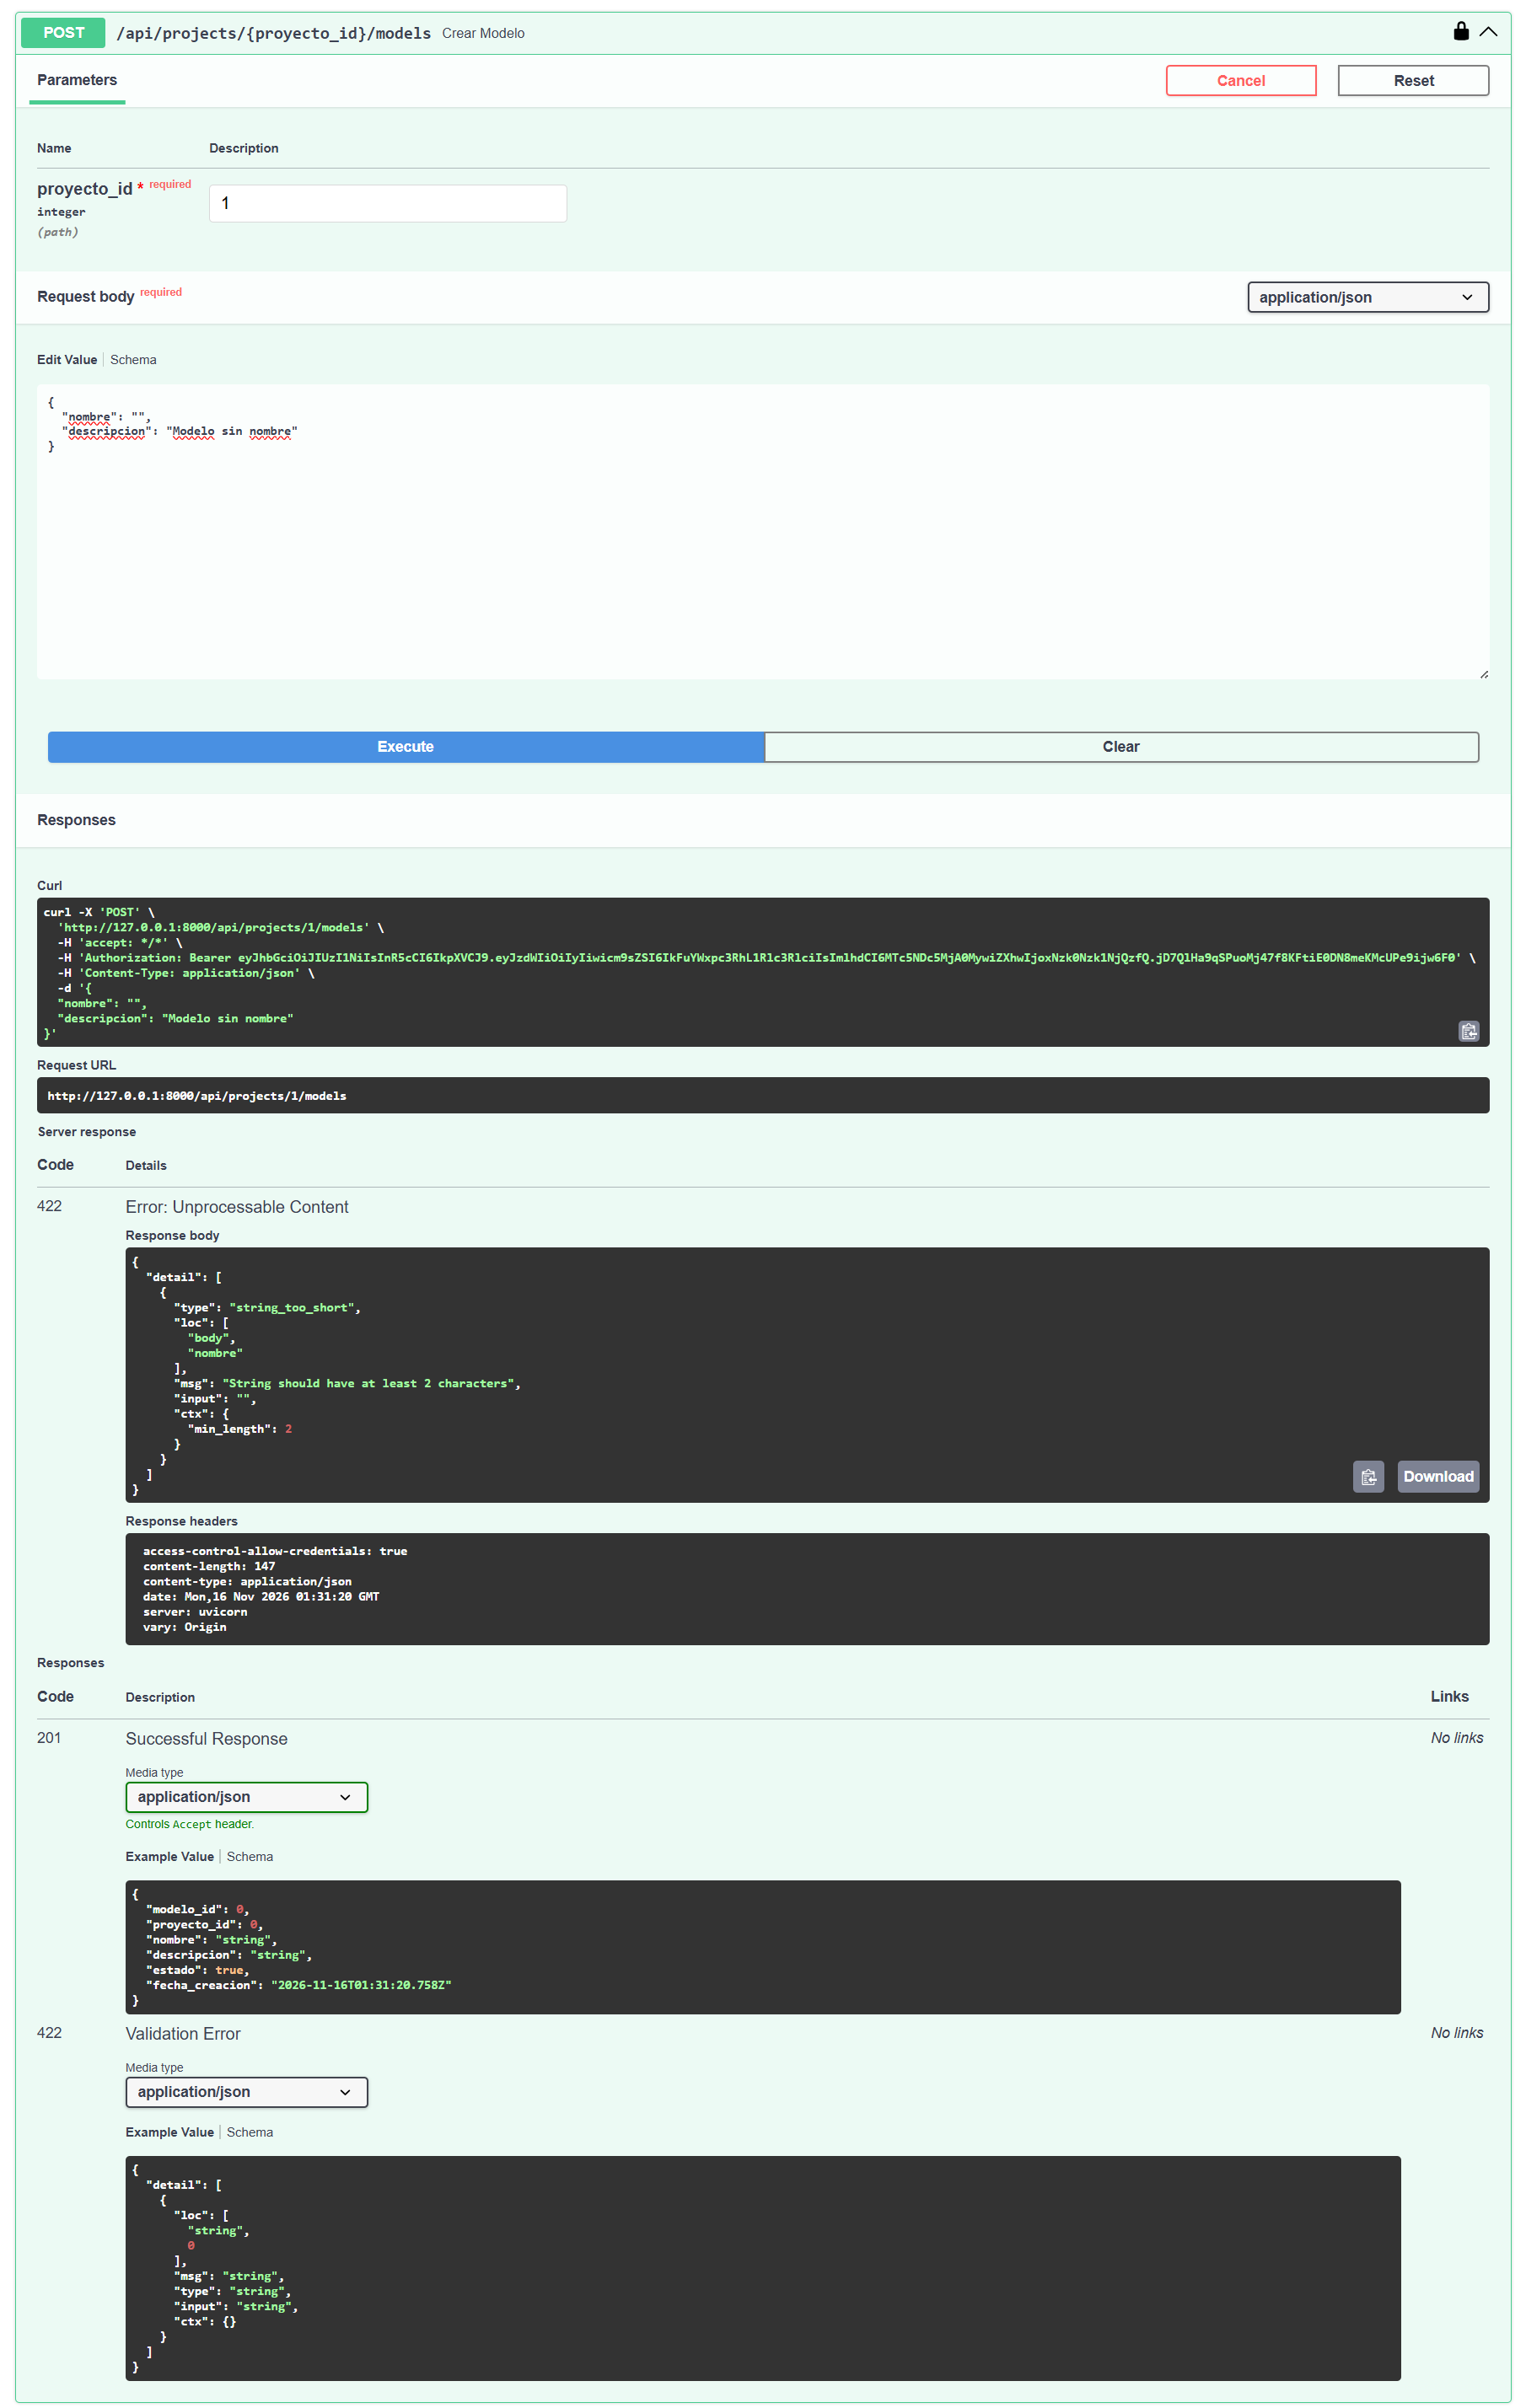 POST /api/projects/{proyecto_id}/models Crear Modelo
Parameters
Cancel
Reset
Name Description
proyecto_id * required
integer
(path)
1
Request body required
application/json
Edit Value Schema
{
  "nombre": "",
  "descripcion": "Modelo sin nombre"
}
Execute
Clear
Responses
Curl
curl -X 'POST' \
  'http://127.0.0.1:8000/api/projects/1/models' \
  -H 'accept: */*' \
  -H 'Authorization: Bearer eyJhbGciOiJIUzI1NiIsInR5cCI6IkpXVCJ9.eyJzdWIiOiIyIiwicm9sZSI6IkFuYWxpc3RhL1Rlc3RlciIsImlhdCI6MTc5NDc5MjA0MywiZXhwIjoxNzk0Nzk1NjQzfQ.jD7QlHa9qSPuoMj47f8KFtiE0DN8meKMcUPe9ijw6F0' \
  -H 'Content-Type: application/json' \
  -d '{
  "nombre": "",
  "descripcion": "Modelo sin nombre"
}'
Request URL
http://127.0.0.1:8000/api/projects/1/models
Server response
Code Details
422 Error: Unprocessable Content
Response body
{
  "detail": [
    {
      "type": "string_too_short",
      "loc": [
        "body",
        "nombre"
      ],
      "msg": "String should have at least 2 characters",
      "input": "",
      "ctx": {
        "min_length": 2
      }
    }
  ]
}
Download
Response headers
access-control-allow-credentials: true
content-length: 147
content-type: application/json
date: Mon,16 Nov 2026 01:31:20 GMT
server: uvicorn
vary: Origin
Responses
Code Description Links
201 Successful Response No links
Media type
application/json
Controls Accept header.
Example Value Schema
{
  "modelo_id": 0,
  "proyecto_id": 0,
  "nombre": "string",
  "descripcion": "string",
  "estado": true,
  "fecha_creacion": "2026-11-16T01:31:20.758Z"
}
422 Validation Error No links
Media type
application/json
Example Value Schema
{
  "detail": [
    {
      "loc": [
        "string",
        0
      ],
      "msg": "string",
      "type": "string",
      "input": "string",
      "ctx": {}
    }
  ]
}